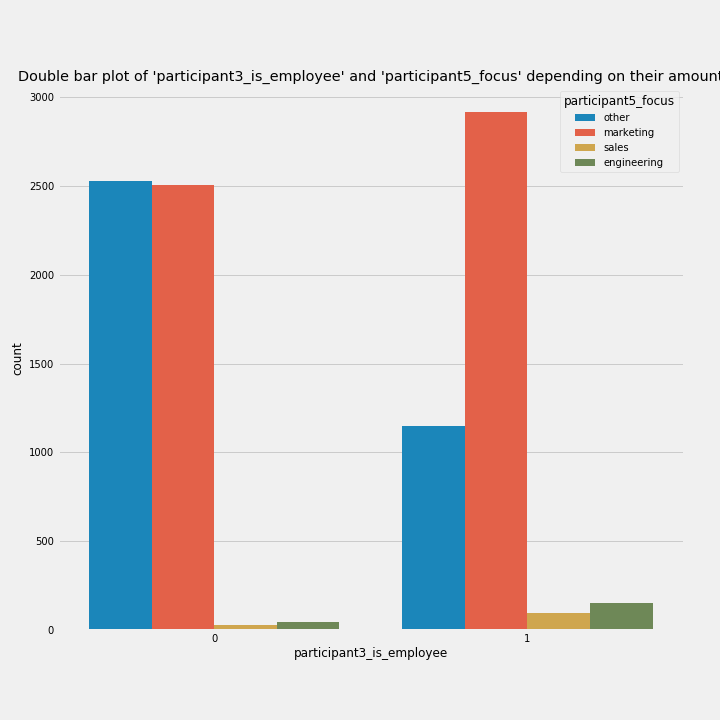 Double bar plot of 'participant3_is_employee' and 'participant5_focus' depending on their amount
participant5_focus
other
marketing
sales
engineering
3000
2500
2000
1500
1000
500
0
count
0 1
participant3_is_employee